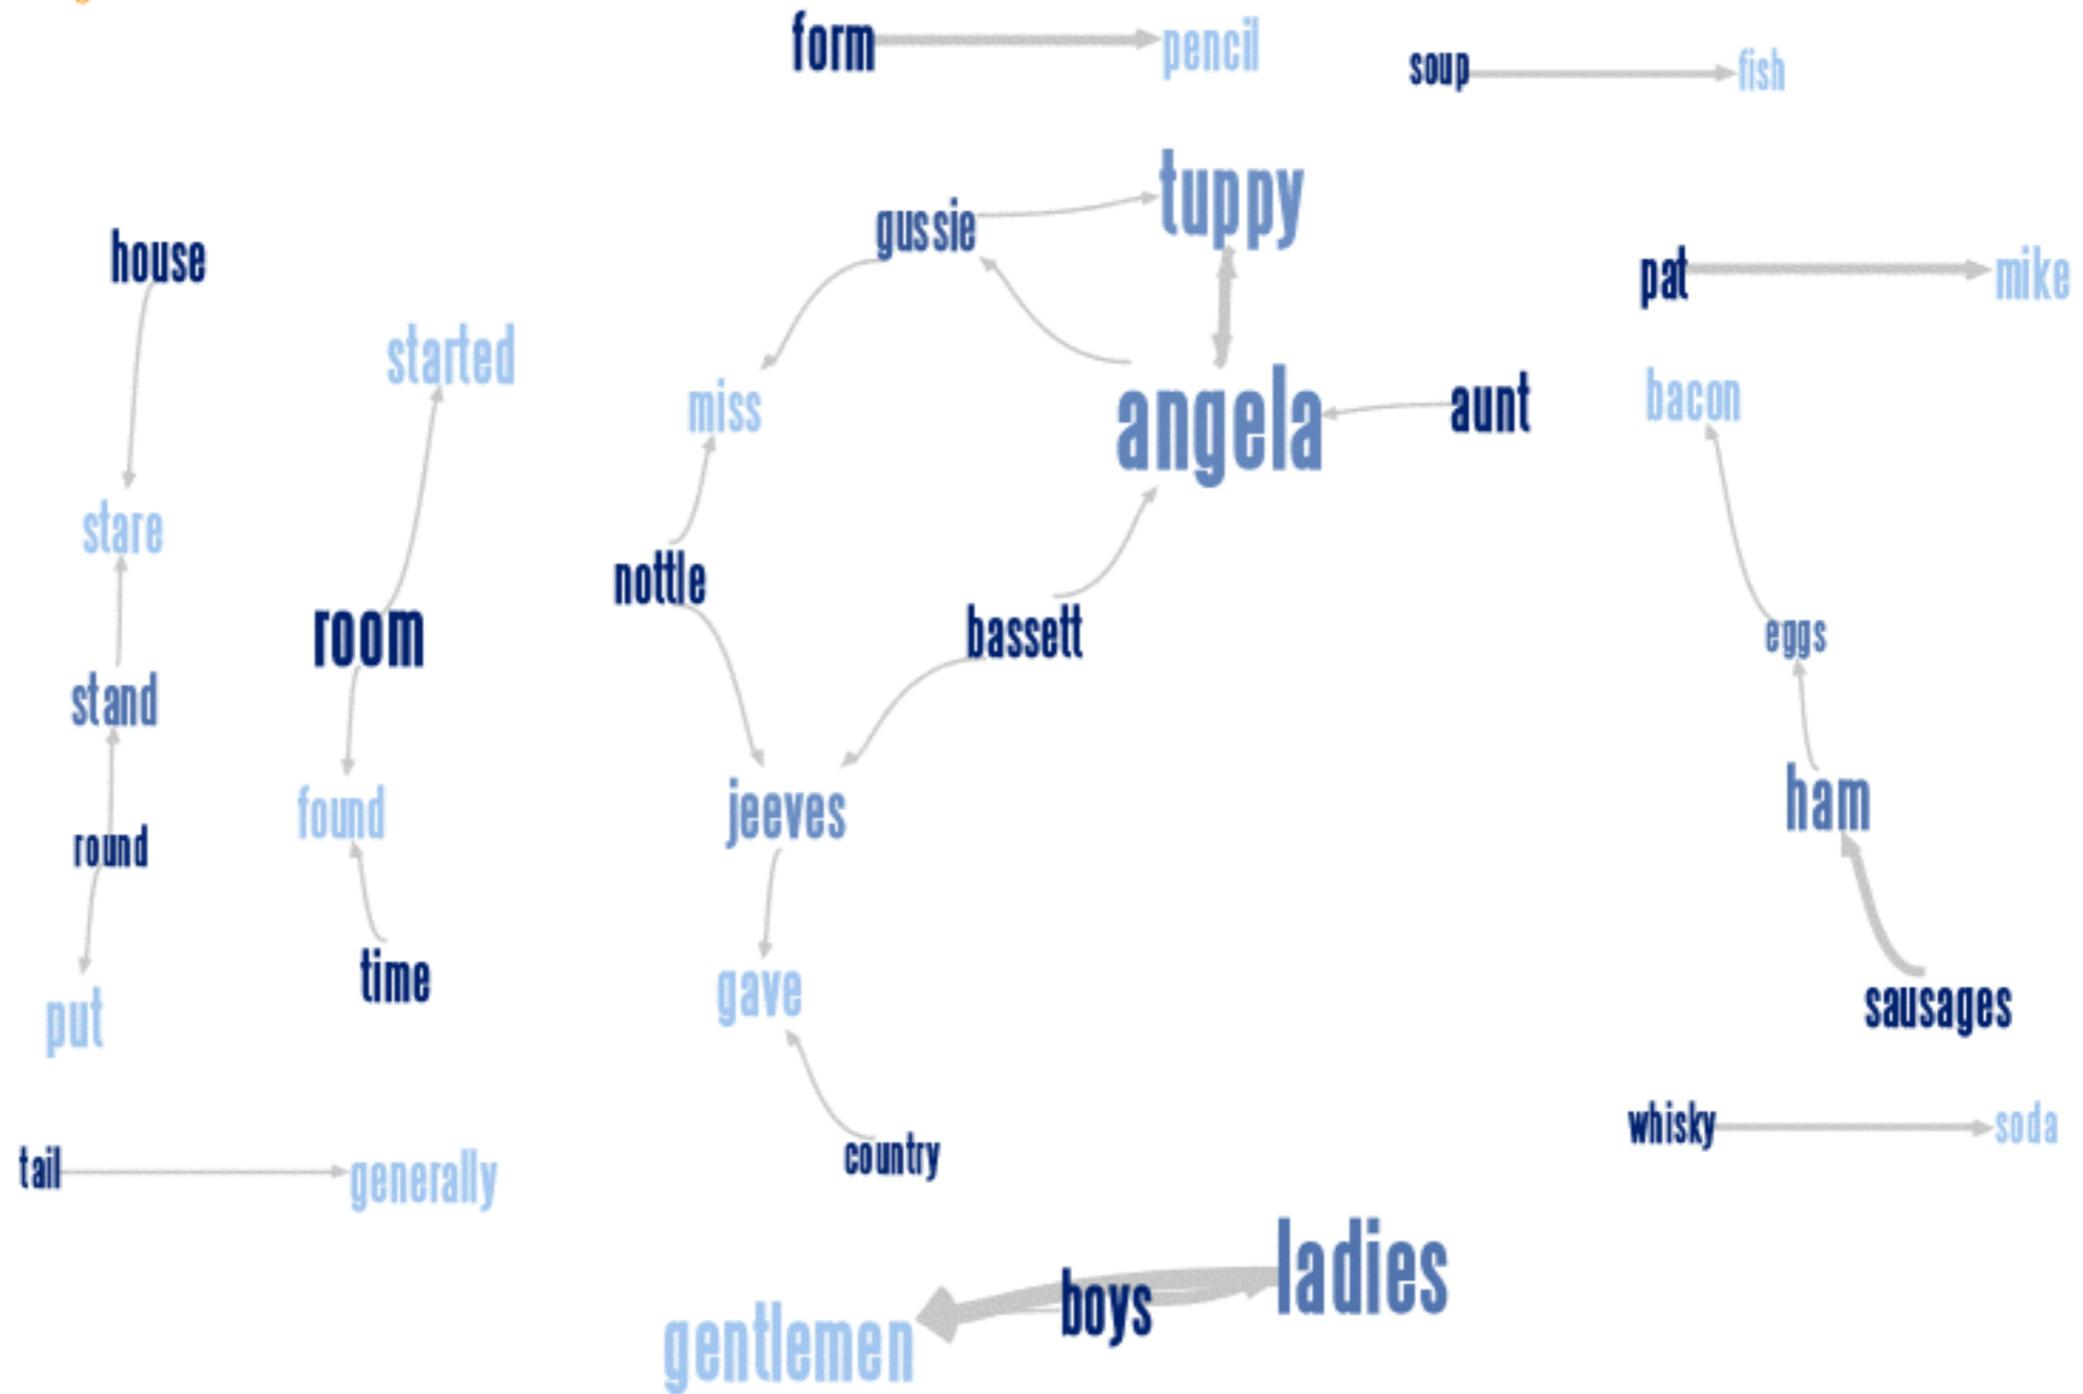 form pencil
soup fish
tuppy
gussie
house
pat mike
started
miss
angela
aunt
bacon
stare
nottle
room
bassett
eggs
stand
jeeves
found
ham
round
time
gave
sausages
put
whisky soda
country
tail generally
ladies
boys
gentlemen